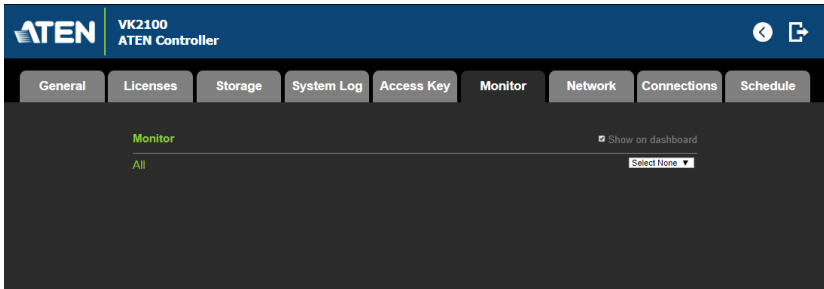 ATEN
VK2100
ATEN Controller
General Licenses Storage System Log Access Key Monitor Network Connections Schedule
Monitor Show on dashboard
All Select None